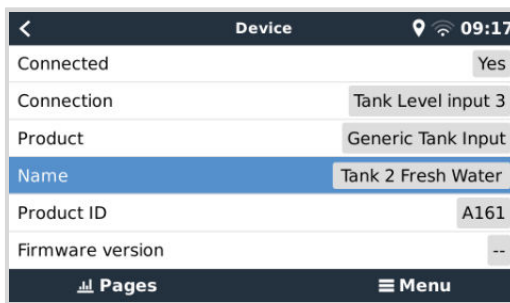 Device 09:17
Connected Yes
Connection Tank Level input 3
Product Generic Tank Input
Name Tank 2 Fresh Water
Product ID A161
Firmware version --
Pages Menu